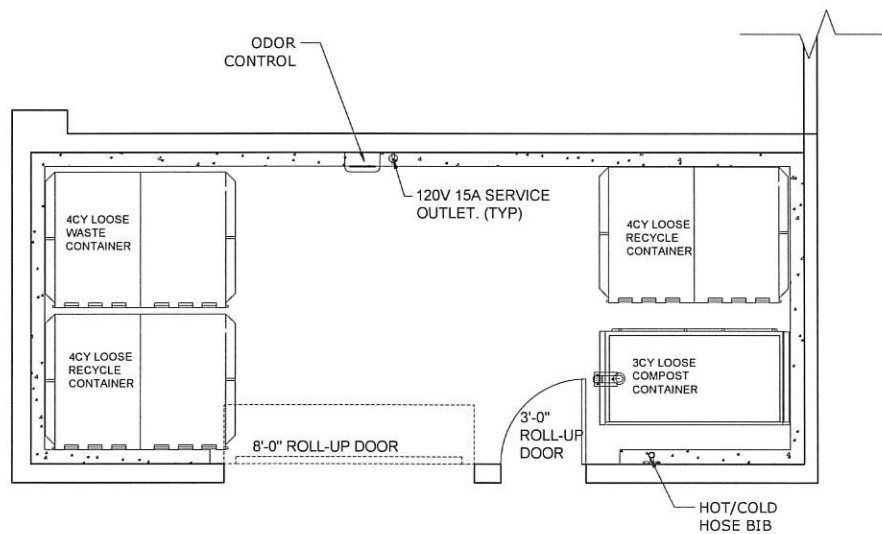 ODOR
CONTROL
120V 15A SERVICE
OUTLET. (TYP)
4CY LOOSE
WASTE
CONTAINER
4CY LOOSE
RECYCLE
CONTAINER
4CY LOOSE
RECYCLE
CONTAINER
3CY LOOSE
COMPOST
CONTAINER
8'-0" ROLL-UP DOOR
3'-0"
ROLL-UP
DOOR
HOT/COLD
HOSE BIB